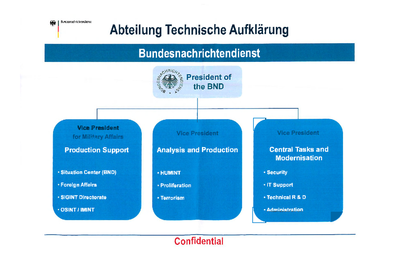 Bundesnachrichtendienst
Abteilung Technische Aufklärung
Bundesnachrichtendienst
BUNDESNACHRICHTENDIENST
President of
the BND
Vice President
for Military Affairs
Production Support
• Situation Center (BND)
• Foreign Affairs
• SIGINT Directorate
• OSINT / IMINT
Vice President
Analysis and Production
• HUMINT
• Proliferation
• Terrorism
Vice President
Central Tasks and
Modernisation
• Security
• IT Support
• Technical R & D
• Administration
Confidential